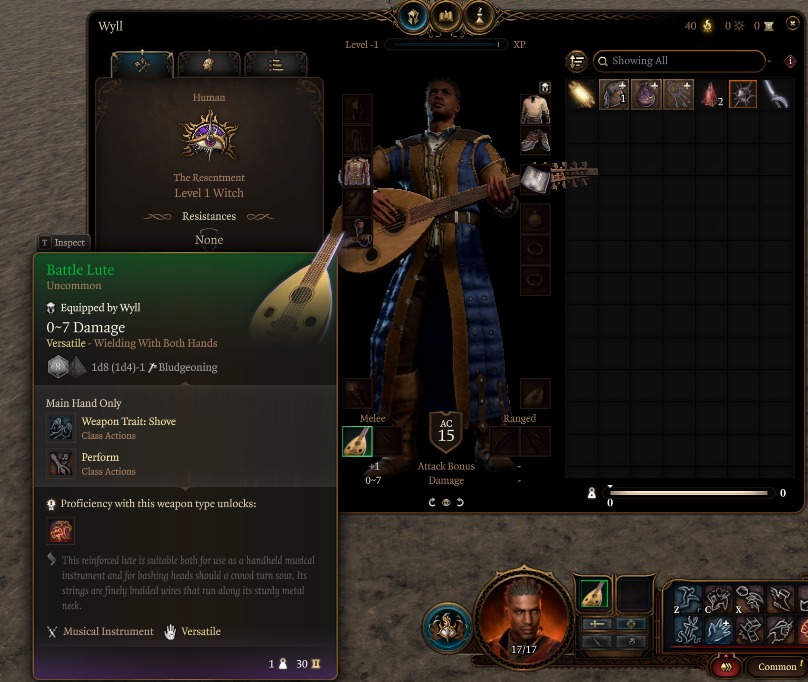 Wyll
40
0
0
Level -1
XP
Showing All
Human
The Resentment
Level 1 Witch
Resistances
None
1
2
T Inspect
Battle Lute
Uncommon
Equipped by Wyll
0~7 Damage
Versatile - Wielding With Both Hands
8
1d8 (1d4)-1 Bludgeoning
Main Hand Only
Weapon Trait: Shove
Class Actions
Perform
Class Actions
Proficiency with this weapon type unlocks:
This reinforced lute is suitable both for use as a handheld musical
instrument and for bashing heads should a crowd turn sour. Its
strings are finely braided wires that run along its sturdy metal
neck.
Musical Instrument Versatile
1 30
Melee
AC
15
Ranged
+1 Attack Bonus -
0~7 Damage -
0
0
17/17
Z C X
Common